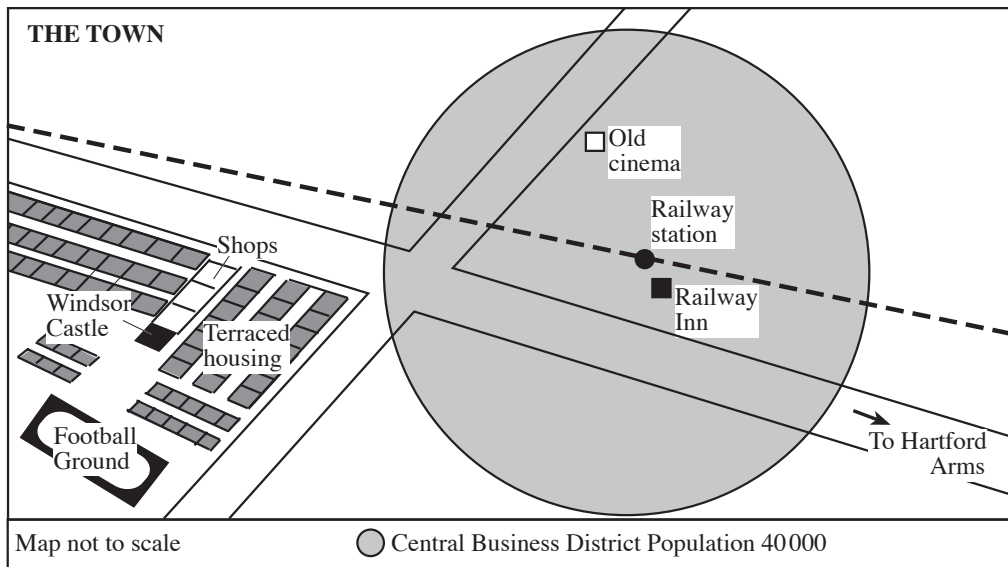 THE TOWN
Old
cinema
Railway
station
Shops
Windsor
Castle
Railway
Inn
Terraced
housing
Football
Ground
To Hartford
Arms
Map not to scale
Central Business District Population 40 000